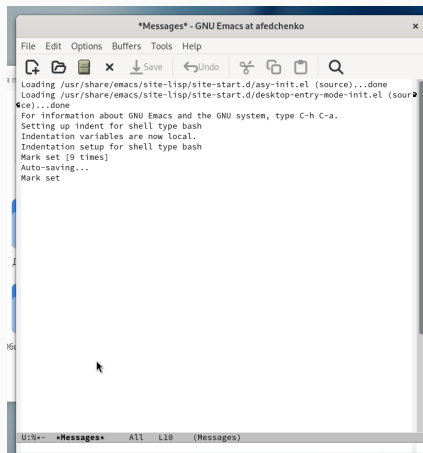 *Messages* - GNU Emacs at afedchenko
File Edit Options Buffers Tools Help
Save Undo
Loading /usr/share/emacs/site-lisp/site-start.d/asy-init.el (source)...done
Loading /usr/share/emacs/site-lisp/site-start.d/desktop-entry-mode-init.el (sour
ce)...done
For information about GNU Emacs and the GNU system, type C-h C-a.
Setting up indent for shell type bash
Indentation variables are now local.
Indentation setup for shell type bash
Mark set [9 times]
Auto-saving...
Mark set
U:%*- *Messages* All L10 (Messages)